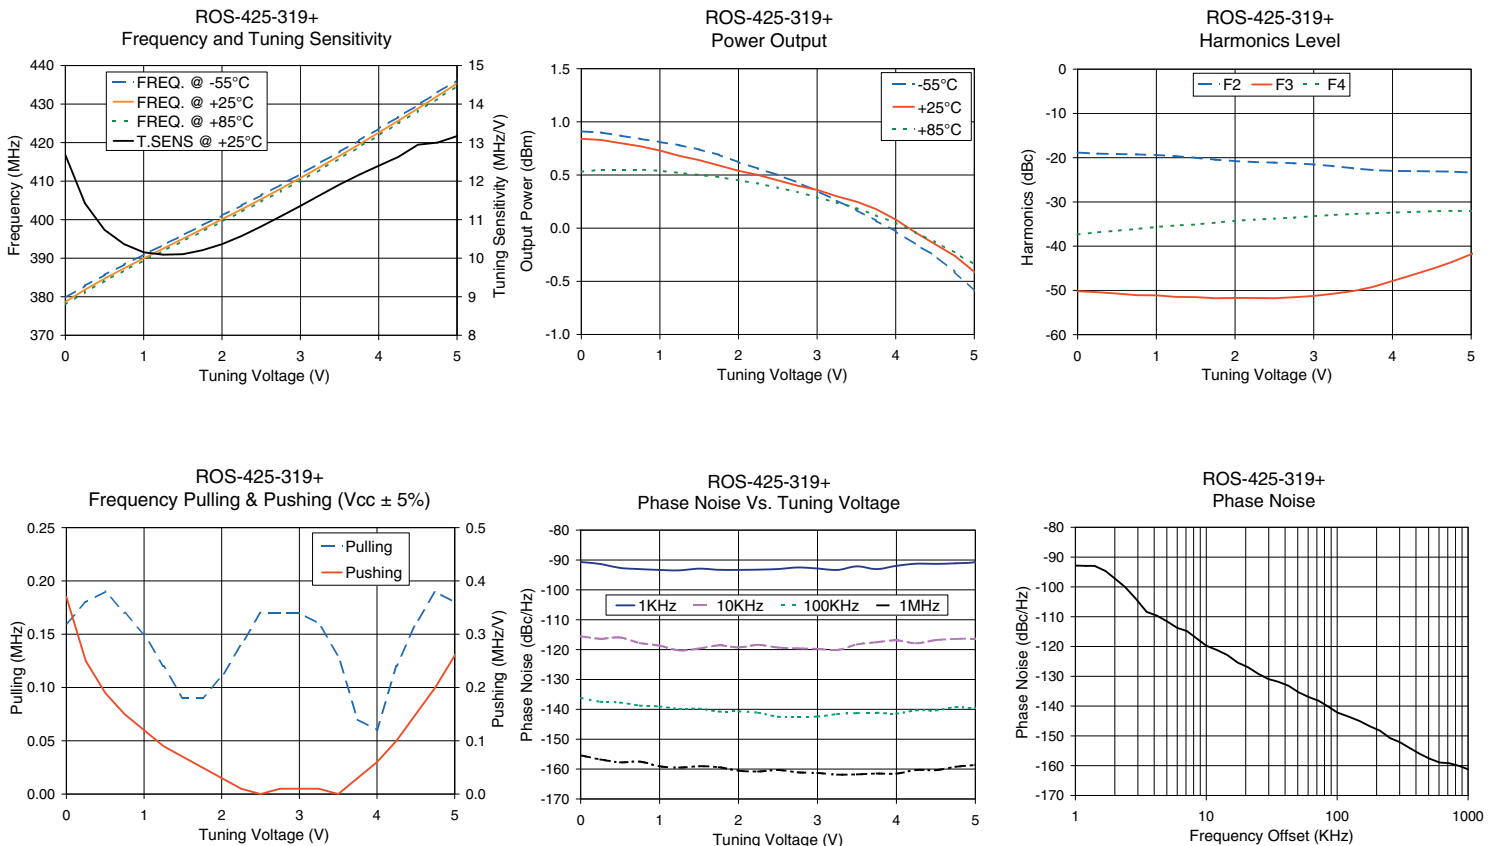 ROS-425-319+
Frequency and Tuning Sensitivity
440
430
420
410
400
390
380
370
Frequency (MHz)
FREQ. @ -55°C
FREQ. @ +25°C
FREQ. @ +85°C
T.SENS @ +25°C
15
14
13
12
11
10
9
8
Tuning Sensitivity (MHz/V)
0 1 2 3 4 5
Tuning Voltage (V)
ROS-425-319+
Power Output
1.5
1.0
0.5
0.0
-0.5
-1.0
Output Power (dBm)
-55°C
+25°C
+85°C
0 1 2 3 4 5
Tuning Voltage (V)
ROS-425-319+
Harmonics Level
0
-10
-20
-30
-40
-50
-60
Harmonics (dBc)
F2 F3 F4
0 1 2 3 4 5
Tuning Voltage (V)
ROS-425-319+
Frequency Pulling & Pushing (Vcc ± 5%)
0.25
0.20
0.15
0.10
0.05
0.00
Pulling (MHz)
Pulling
Pushing
0.5
0.4
0.3
0.2
0.1
0.0
Pushing (MHz/V)
0 1 2 3 4 5
Tuning Voltage (V)
ROS-425-319+
Phase Noise Vs. Tuning Voltage
-80
-90
-100
-110
-120
-130
-140
-150
-160
-170
Phase Noise (dBc/Hz)
1KHz 10KHz 100KHz 1MHz
0 1 2 3 4 5
Tuning Voltage (V)
ROS-425-319+
Phase Noise
-80
-90
-100
-110
-120
-130
-140
-150
-160
-170
Phase Noise (dBc/Hz)
1 10 100 1000
Frequency Offset (KHz)